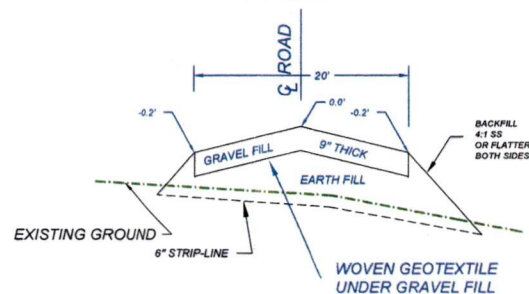 ℄ ROAD
20'
-0.2'
0.0'
-0.2'
BACKFILL
4:1 SS
OR FLATTER
BOTH SIDES
GRAVEL FILL
9" THICK
EARTH FILL
EXISTING GROUND
6" STRIP-LINE
WOVEN GEOTEXTILE
UNDER GRAVEL FILL